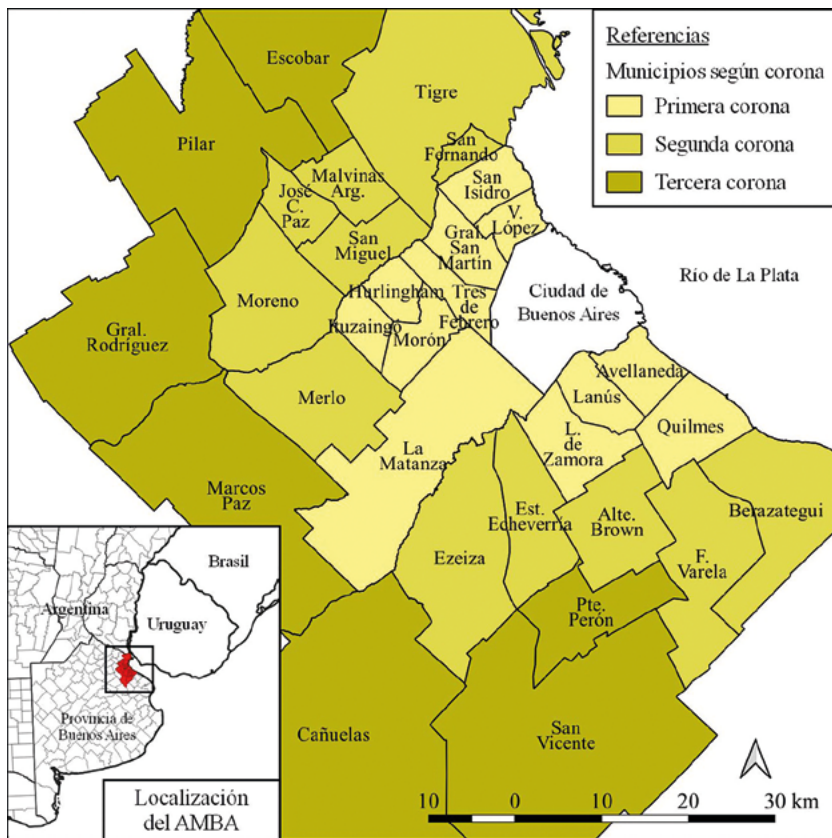 Referencias
Municipios según corona
Primera corona
Segunda corona
Tercera corona
Escobar
Tigre
Pilar
San
Fernando
Malvinas
Arg.
San
Isidro
José
C.
Paz
V.
López
Gral.
San
Martín
San
Miguel
Río de La Plata
Moreno
Hurlingham
Tres
de
Febrero
Ciudad de
Buenos Aires
Gral.
Rodríguez
Ituzaingó
Morón
Avellaneda
Merlo
Lanús
Quilmes
La
Matanza
L.
de
Zamora
Marcos
Paz
Est.
Echeverría
Alte.
Brown
Berazategui
Ezeiza
F.
Varela
Pte.
Perón
Cañuelas
San
Vicente
Brasil
Argentina
Uruguay
Provincia de
Buenos Aires
Localización
del AMBA
10 0 10 20 30 km